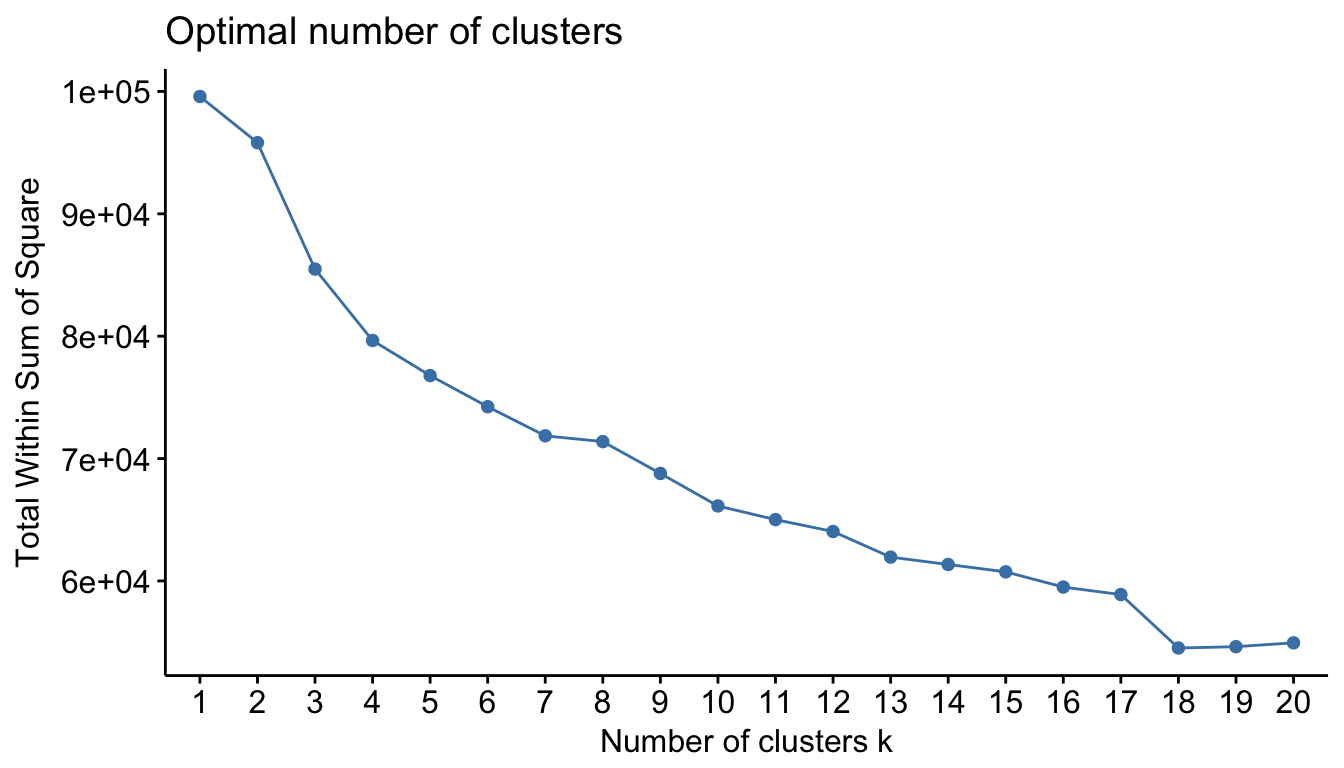 Optimal number of clusters
1e+05
9e+04
8e+04
7e+04
6e+04
Total Within Sum of Square
1 2 3 4 5 6 7 8 9 10 11 12 13 14 15 16 17 18 19 20
Number of clusters k